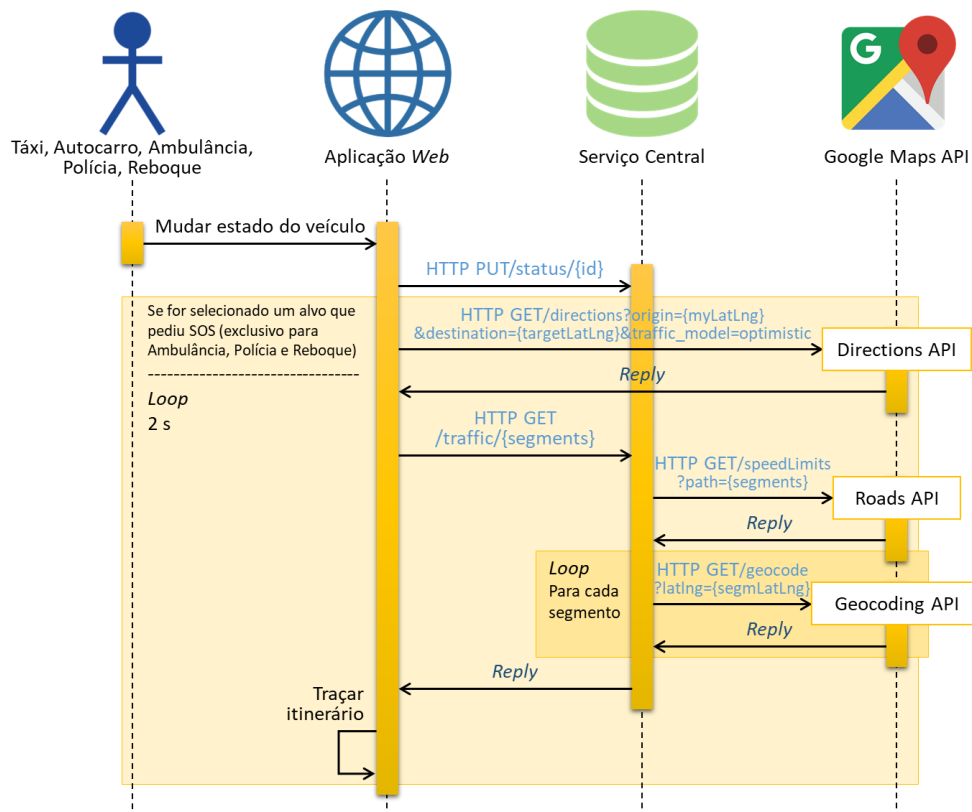 G
Táxi, Autocarro, Ambulância,
Polícia, Reboque
Aplicação Web
Serviço Central
Google Maps API
Mudar estado do veículo
HTTP PUT/status/{id}
Se for selecionado um alvo que
pediu SOS (exclusivo para
Ambulância, Polícia e Reboque)
--------------------------------
Loop
2 s
HTTP GET/directions?origin={myLatLng}
&destination={targetLatLng}&traffic_model=optimistic
Directions API
Reply
HTTP GET
/traffic/{segments}
HTTP GET/speedLimits
?path={segments}
Roads API
Reply
Loop
Para cada
segmento
HTTP GET/geocode
?latlng={segmLatLng}
Geocoding API
Reply
Reply
Traçar
itinerário